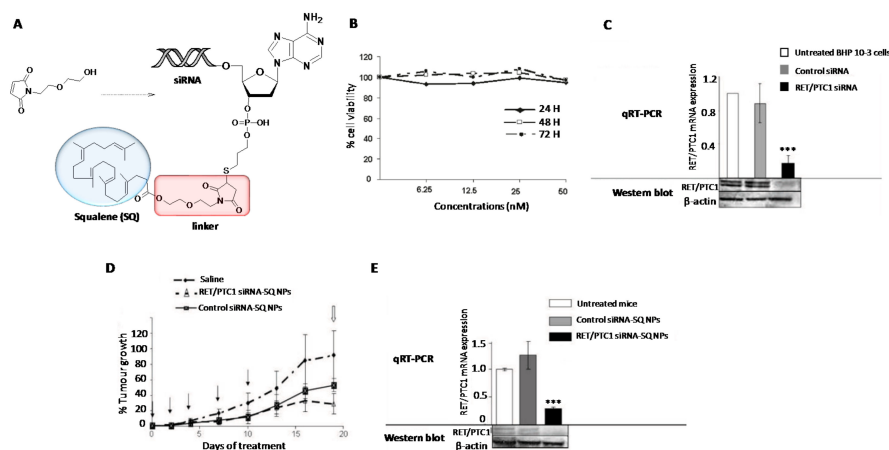 A
NH₂
N
N
N
N
siRNA
O
O
OH
O
P
O
OH
O
S
O
O
N
O
O
O
O
N
O
O
Squalene (SQ)
linker
B
% cell viability
120
100
80
60
40
20
0
24 H
48 H
72 H
6.25
12.5
25
50
Concentrations (nM)
C
Untreated BHP 10-3 cells
Control siRNA
RET/PTC1 siRNA
qRT-PCR
RET/PTC1 mRNA expression
1.2
0.8
0.4
0
***
Western blot
RET/PTC1
β-actin
D
Saline
RET/PTC1 siRNA-SQ NPs
Control siRNA-SQ NPs
% Tumour growth
140
120
100
80
60
40
20
0
0
5
10
15
20
Days of treatment
E
Untreated mice
Control siRNA-SQ NPs
RET/PTC1 siRNA-SQ NPs
qRT-PCR
RET/PTC1 mRNA expression
1.5
1.0
0.5
0
***
Western blot
RET/PTC1
β-actin